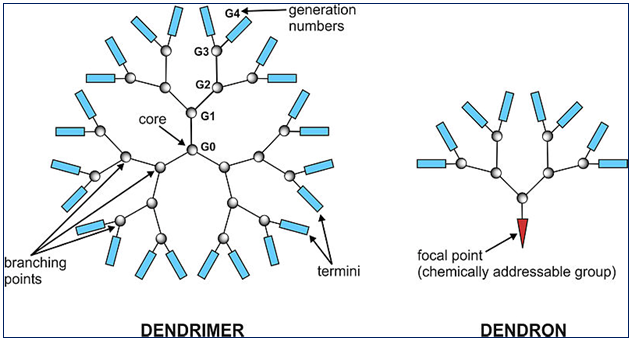 G4
generation
numbers
G3
G2
G1
core
G0
branching
points
termini
focal point
(chemically addressable group)
DENDRIMER
DENDRON